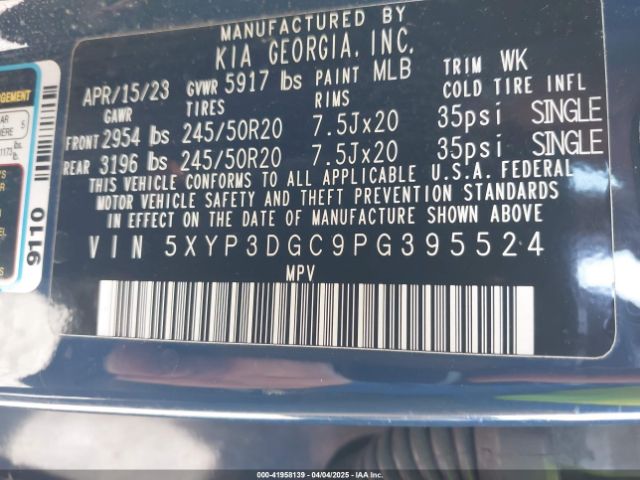 MANUFACTURED BY
KIA GEORGIA, INC.
APR/15/23 GVWR 5917 lbs PAINT MLB TRIM WK
GAWR TIRES RIMS COLD TIRE INFL
FRONT 2954 lbs 245/50R20 7.5Jx20 35psi SINGLE
REAR 3196 lbs 245/50R20 7.5Jx20 35psi SINGLE
THIS VEHICLE CONFORMS TO ALL APPLICABLE U.S.A. FEDERAL
MOTOR VEHICLE SAFETY AND THEFT PREVENTION STANDARDS
IN EFFECT ON THE DATE OF MANUFACTURE SHOWN ABOVE
VIN 5XYP3DGC9PG395524
MPV
9110
000-41958139 - 04/04/2025 - IAA Inc.